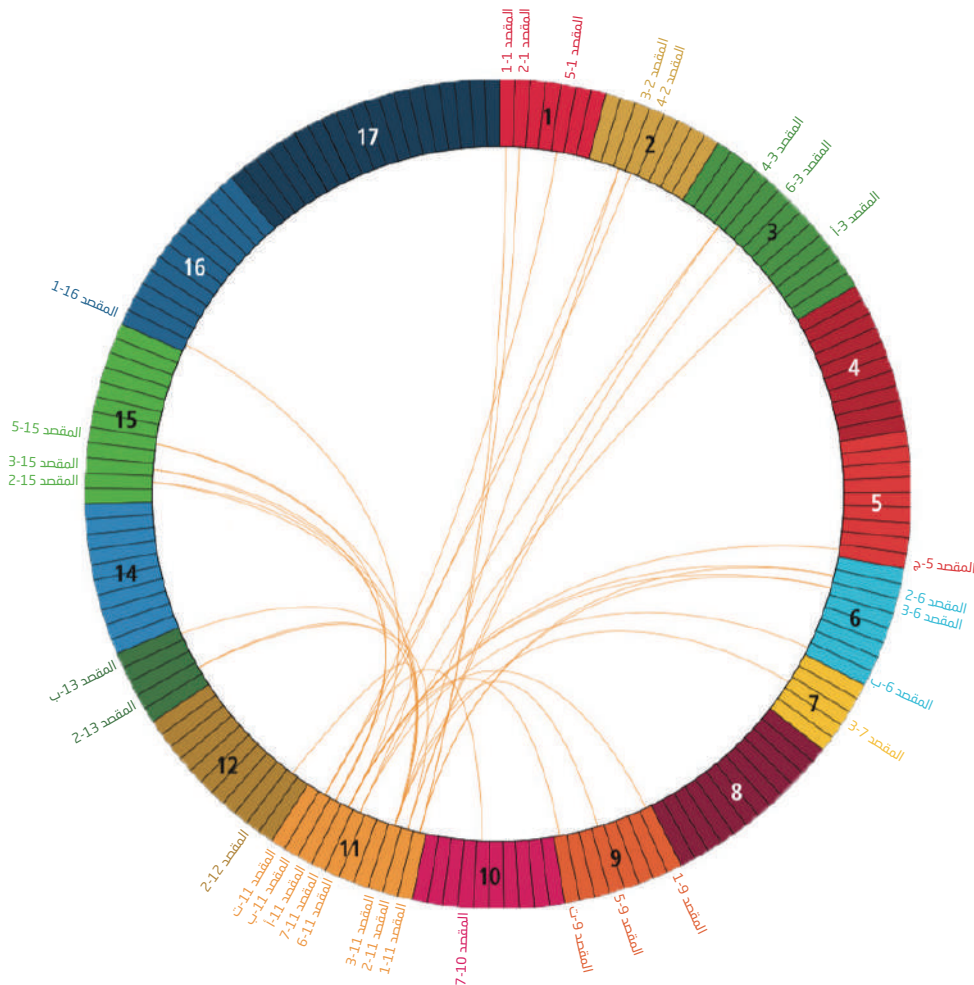 المقصد 1-1
المقصد 1-2
المقصد 1-5
المقصد 2-3
المقصد 2-4
المقصد 3-4
المقصد 3-6
المقصد 3-أ
المقصد 5-ج
المقصد 6-2
المقصد 6-3
المقصد 6-ب
المقصد 7-3
المقصد 9-1
المقصد 9-5
المقصد 9-ت
المقصد 10-7
المقصد 11-1
المقصد 11-2
المقصد 11-3
المقصد 11-6
المقصد 11-7
المقصد 11-أ
المقصد 11-ب
المقصد 11-ت
المقصد 12-2
المقصد 13-2
المقصد 13-ب
المقصد 15-2
المقصد 15-3
المقصد 15-5
المقصد 16-1
1
2
3
4
5
6
7
8
9
10
11
12
13
14
15
16
17